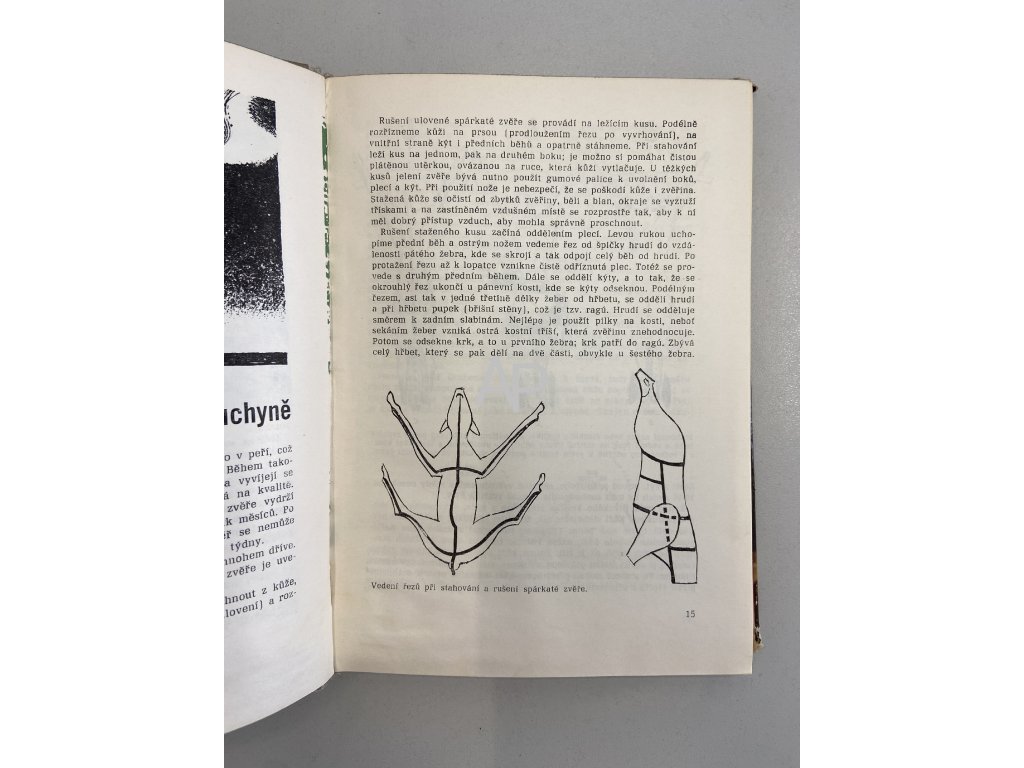 uchyně
o v peří, což
Během tako-
a vyvíjejí se
á na kvalitě.
zvěře vydrží
k měsíců. Po
ěř se nemůže
týdny.
mnohem dříve.
zvěře je uve-
hnout z kůže,
lovení) a roz-
Rušení ulovené spárkaté zvěře se provádí na ležícím kusu. Podélně
rozřízneme kůži na prsou (prodloužením řezu po vyvrhování), na
vnitřní straně kýt i předních běhů a opatrně stáhneme. Při stahování
leží kus na jednom, pak na druhém boku; je možno si pomáhat čistou
plátěnou utěrkou, ovázanou na ruce, která kůži vytlačuje. U těžkých
kusů jelení zvěře bývá nutno použít gumové palice k uvolnění boků,
plecí a kýt. Při použití nože je nebezpečí, že se poškodí kůže i zvěřina.
Stažená kůže se očistí od zbytků zvěřiny, běli a blan, okraje se vyztuží
třískami a na zastíněném vzdušném místě se rozprostře tak, aby k ní
měl dobrý přístup vzduch, aby mohla správně proschnout.
Rušení staženého kusu začíná oddělením plecí. Levou rukou ucho-
píme přední běh a ostrým nožem vedeme řez od špičky hrudí do vzdá-
lenosti pátého žebra, kde se skrojí a tak odpojí celý běh od hrudí. Po
protažení řezu až k lopatce vznikne čistě odříznutá plec. Totéž se pro-
vede s druhým předním během. Dále se oddělí kýty, a to tak, že se
okrouhlý řez ukončí u pánevní kosti, kde se kýty odseknou. Podélným
řezem, asi tak v jedné třetině délky žeber od hřbetu, se oddělí hrudí
a při hřbetu pupek (břišní stěny), což je tzv. ragú. Hrudí se odděluje
směrem k zadním slabinám. Nejlépe je použít pilky na kosti, neboť
sekáním žeber vzniká ostrá kostní tříšť, která zvěřinu znehodnocuje.
Potom se odsekne krk, a to u prvního žebra; krk patří do ragú. Zbývá
celý hřbet, který se pak dělí na dvě části, obvykle u šestého žebra.
Vedení řezů při stahování a rušení spárkaté zvěře.
15